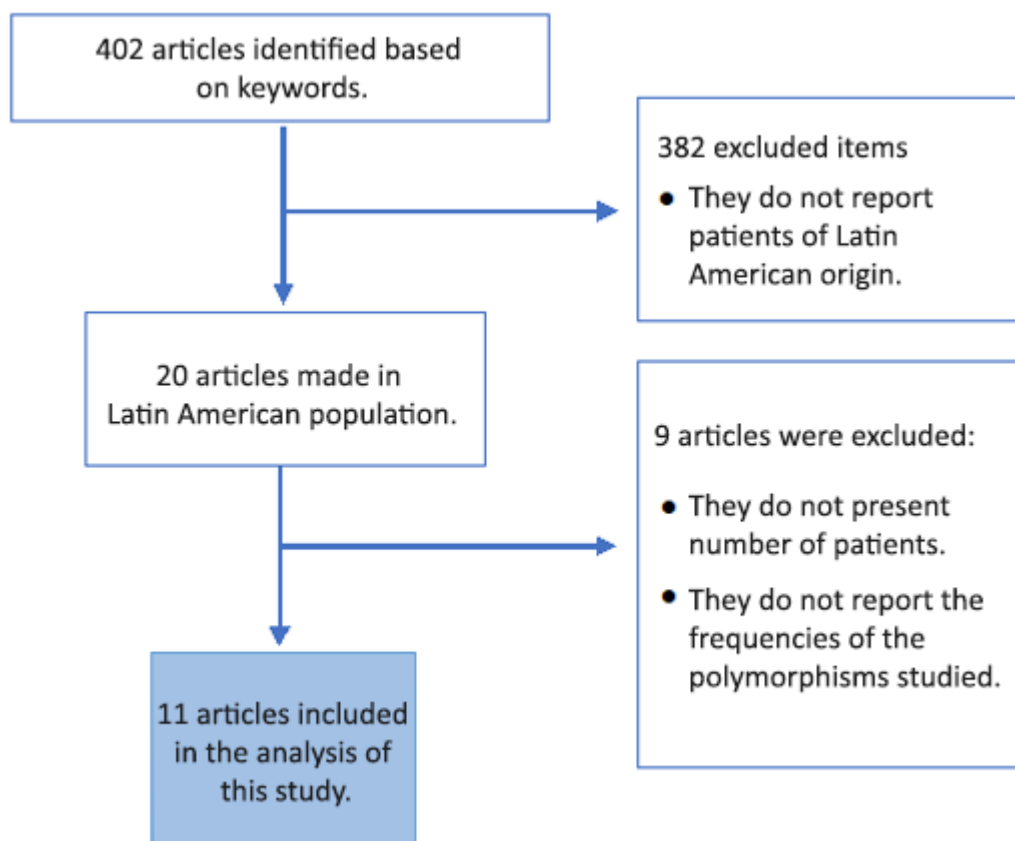 402 articles identified based
on keywords.
382 excluded items
● They do not report
patients of Latin
American origin.
20 articles made in
Latin American population.
9 articles were excluded:
● They do not present
number of patients.
● They do not report the
frequencies of the
polymorphisms studied.
11 articles included
in the analysis of
this study.